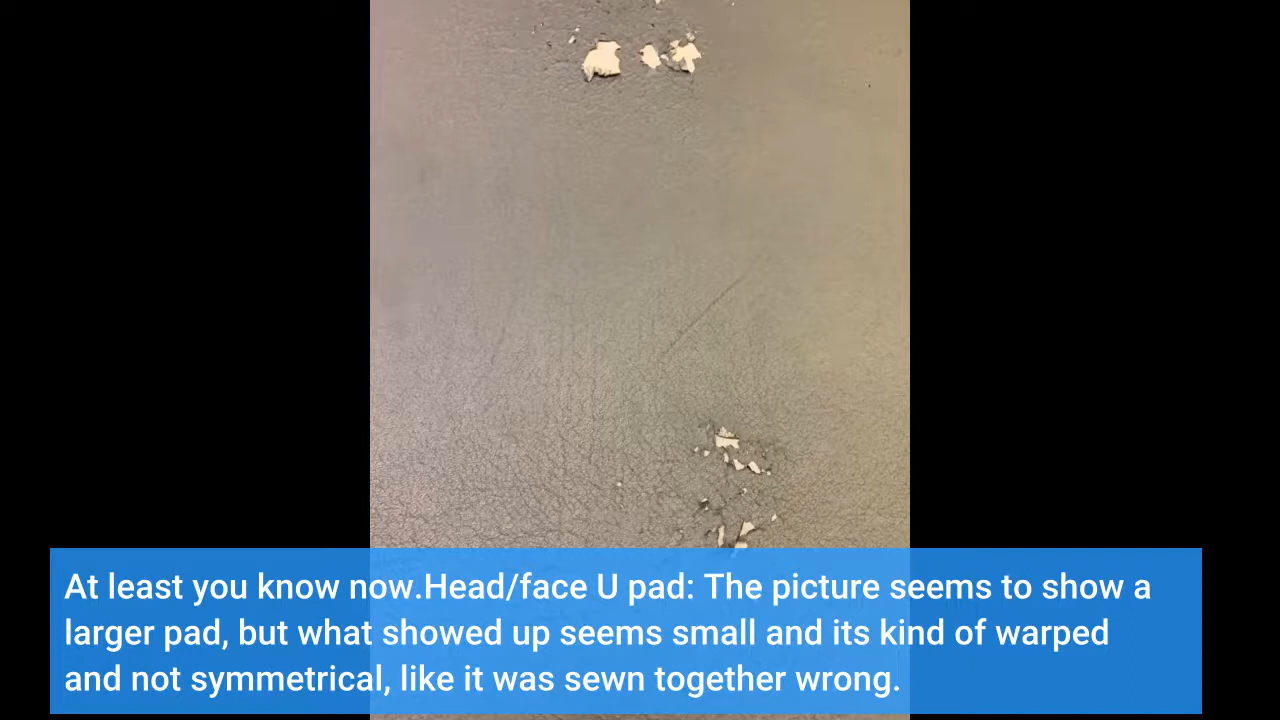 At least you know now.Head/face U pad: The picture seems to show a
larger pad, but what showed up seems small and its kind of warped
and not symmetrical, like it was sewn together wrong.